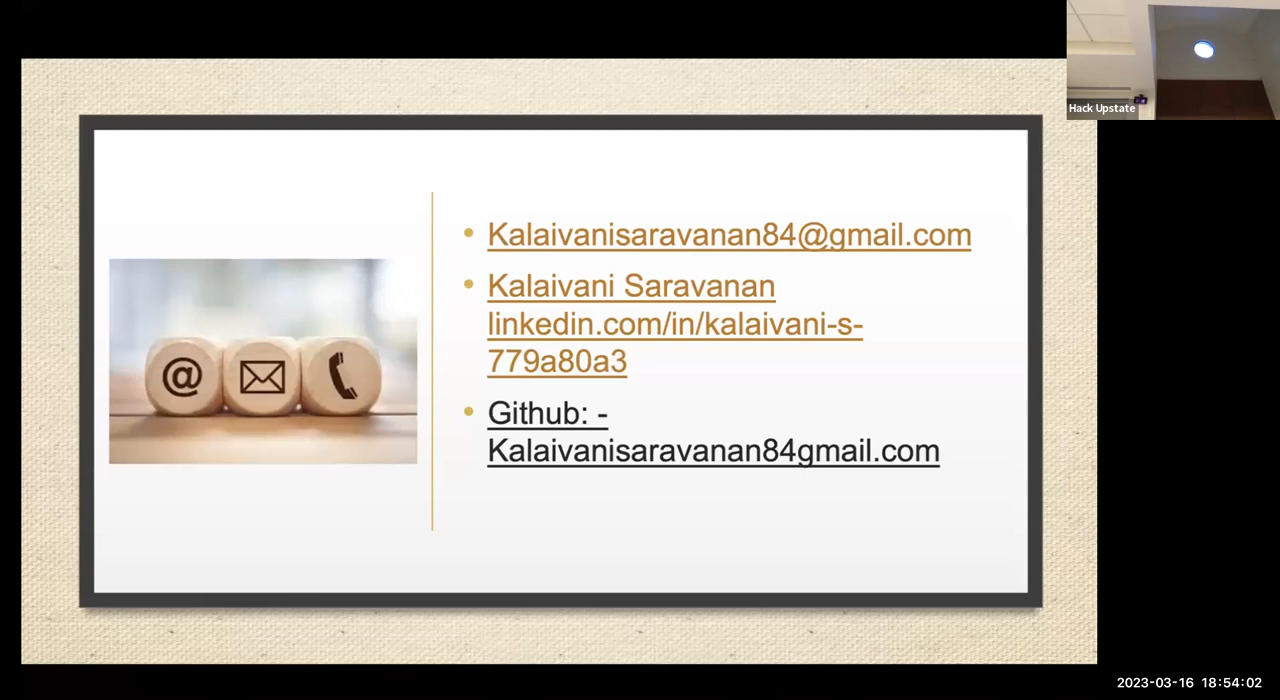 Hack Upstate
• Kalaivanisaravanan84@gmail.com
• Kalaivani Saravanan
linkedin.com/in/kalaivani-s-
779a80a3
• Github: -
Kalaivanisaravanan84gmail.com
@
2023-03-16 18:54:02